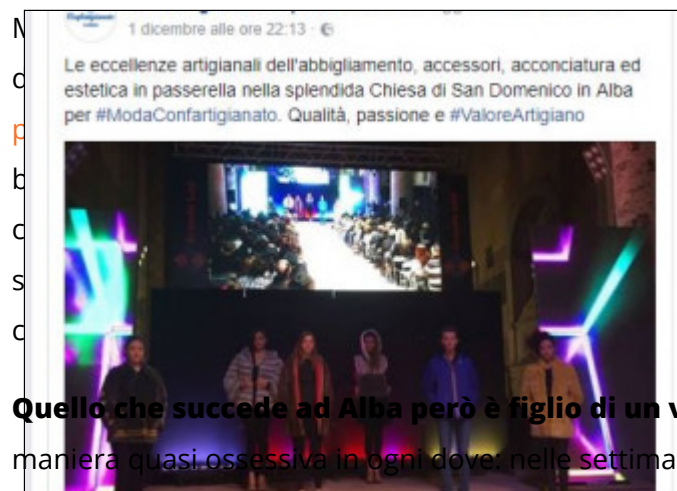 1 dicembre alle ore 22:13 ·
Le eccellenze artigianali dell'abbigliamento, accessori, acconciatura ed
estetica in passerella nella splendida Chiesa di San Domenico in Alba
per #ModaConfartigianato. Qualità, passione e #ValoreArtigiano
Quello che succede ad Alba però è figlio di un
maniera quasi ossessiva in ogni dove: nelle